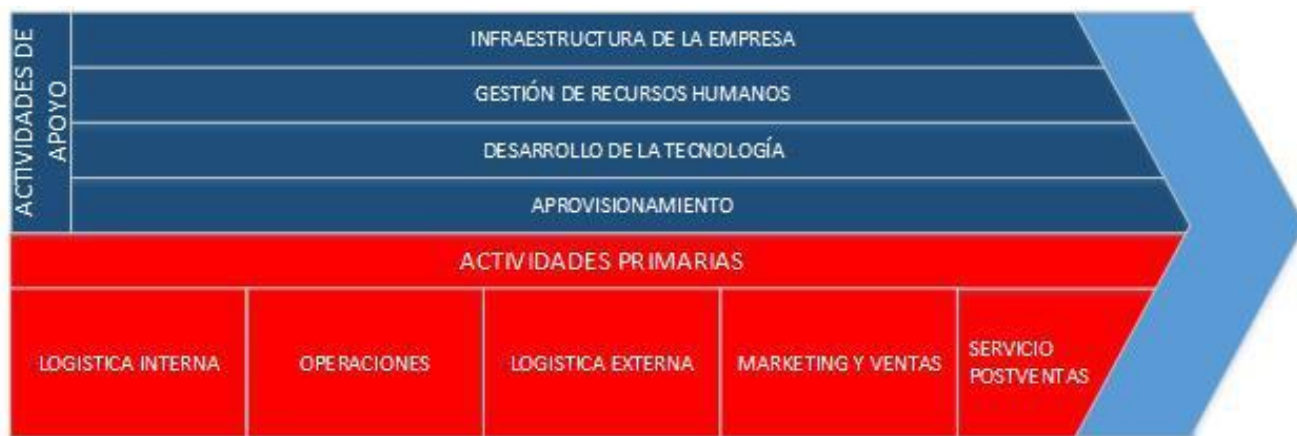 ACTIVIDADES DE
APOYO
INFRAESTRUCTURA DE LA EMPRESA
GESTIÓN DE RECURSOS HUMANOS
DESARROLLO DE LA TECNOLOGÍA
APROVISIONAMIENTO
ACTIVIDADES PRIMARIAS
LOGISTICA INTERNA
OPERACIONES
LOGISTICA EXTERNA
MARKETING Y VENTAS
SERVICIO
POSTVENTAS